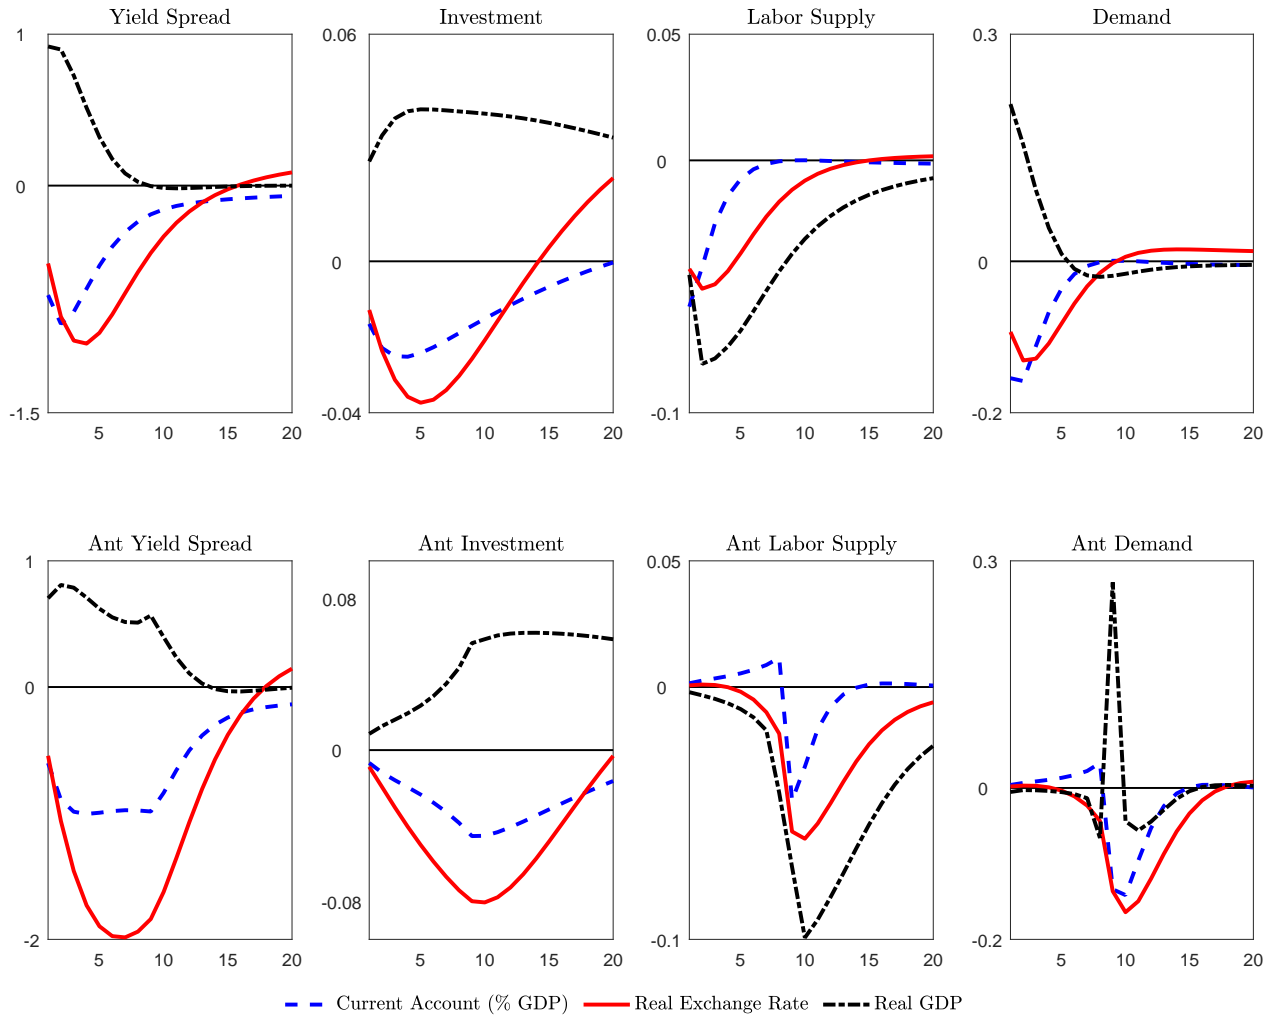 Yield Spread Investment Labor Supply Demand
1 0.06 0.05 0.3
0 0 0 0
-1.5 -0.04 -0.1 -0.2
5 10 15 20 5 10 15 20 5 10 15 20 5 10 15 20
Ant Yield Spread Ant Investment Ant Labor Supply Ant Demand
1 0.08 0.05 0.3
0 0 0 0
-2 -0.08 -0.1 -0.2
5 10 15 20 5 10 15 20 5 10 15 20 5 10 15 20
Current Account (% GDP) Real Exchange Rate Real GDP